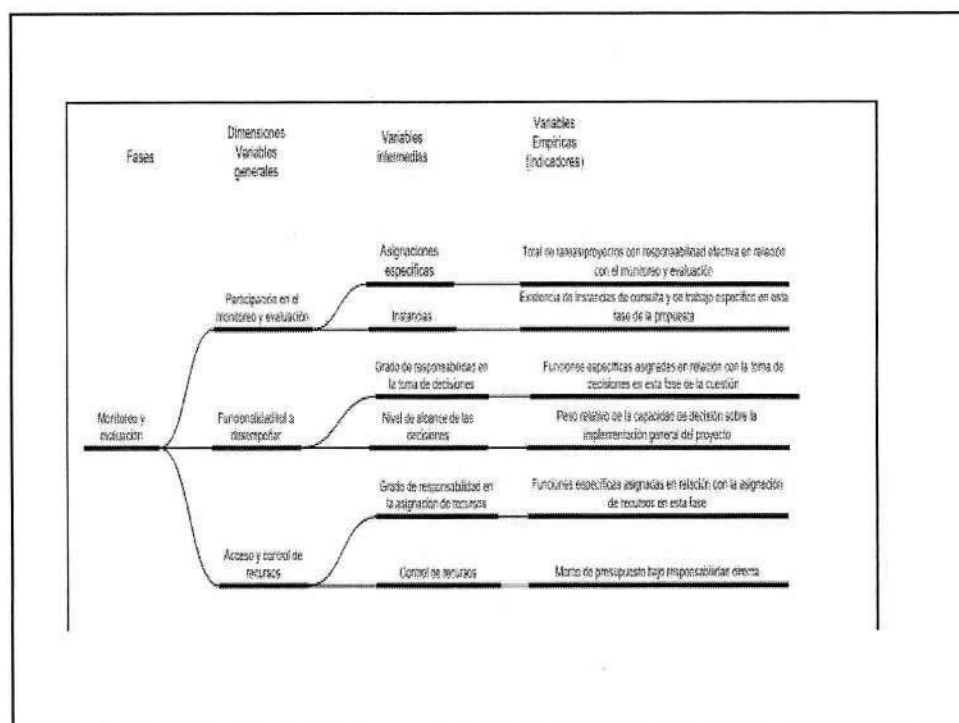 Fases
Dimensiones
Variables
generales
Variables
intermedias
Variables
Empíricas
(Indicadores)
Asignaciones
específicas
Total de tareas/proyectos con responsabilidad efectiva en relación
con el monitoreo y evaluación
Participación en el
monitoreo y evaluación
Instancias
Existencia de instancias de consulta y de trabajo específico en esta
fase de la propuesta
Grado de responsabilidad en
la toma de decisiones
Funciones específicas asignadas en relación con la toma de
decisiones en esta fase de la cuestión
Monitoreo y
evaluación
Funcionalidad/rol a
desempeñar
Nivel de alcance de las
decisiones
Peso relativo de la capacidad de decisión sobre la
implementación general del proyecto
Grado de responsabilidad en
la asignación de recursos
Funciones específicas asignadas en relación con la asignación
de recursos en esta fase
Acceso y control de
recursos
Control de recursos
Monto de presupuesto bajo responsabilidad directa